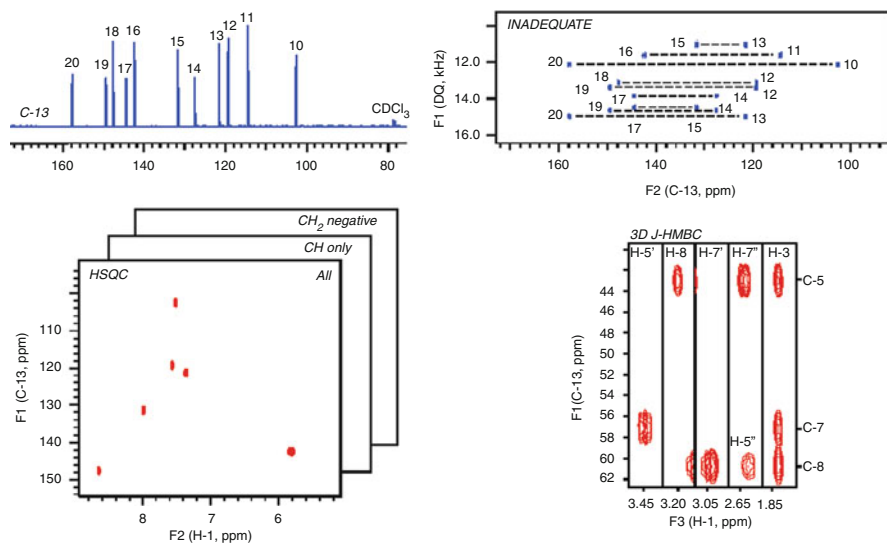 11
18 16 12
13
15
20 10
19 17 14
C-13 CDCl3
160 140 120 100 80
INADEQUATE
15 13
12.0 16 11
20 10
18 12
14.0 19 12
17 14
19 14
20 13
16.0 17 15
160 140 120 100
F2 (C-13, ppm)
F1 (DQ, kHz)
CH2 negative
CH only
HSQC All
110
120
130
140
150
8 7 6
F2 (H-1, ppm)
F1 (C-13, ppm)
3D J-HMBC
H-5' H-8 H-7' H-7" H-3
44 C-5
46
48
50
52
54
56 C-7
58 H-5"
60 C-8
62
3.45 3.20 3.05 2.65 1.85
F3 (H-1, ppm)
F1(C-13, ppm)